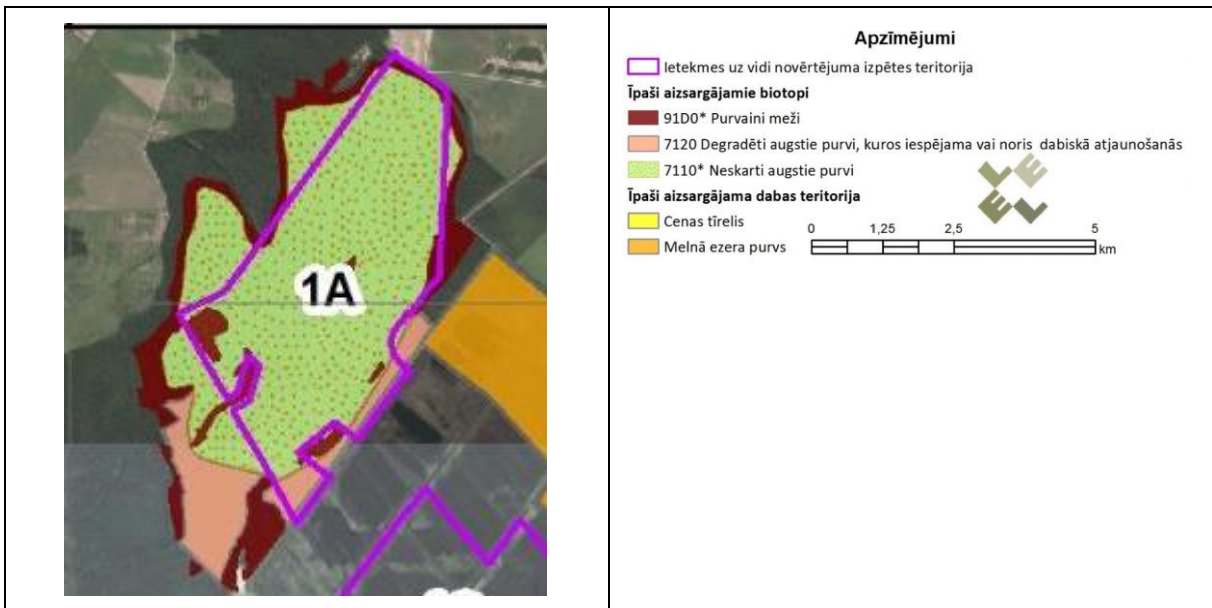 1A
Apzīmējumi
Ietekmes uz vidi novērtējuma izpētes teritorija
Īpaši aizsargājamie biotopi
91D0* Purvaini meži
7120 Degradēti augstie purvi, kuros iespējama vai noris dabiskā atjaunošanās
7110* Neskarti augstie purvi
Īpaši aizsargājama dabas teritorija
Cenas tīrelis
Melnā ezera purvs
0 1,25 2,5 5
km